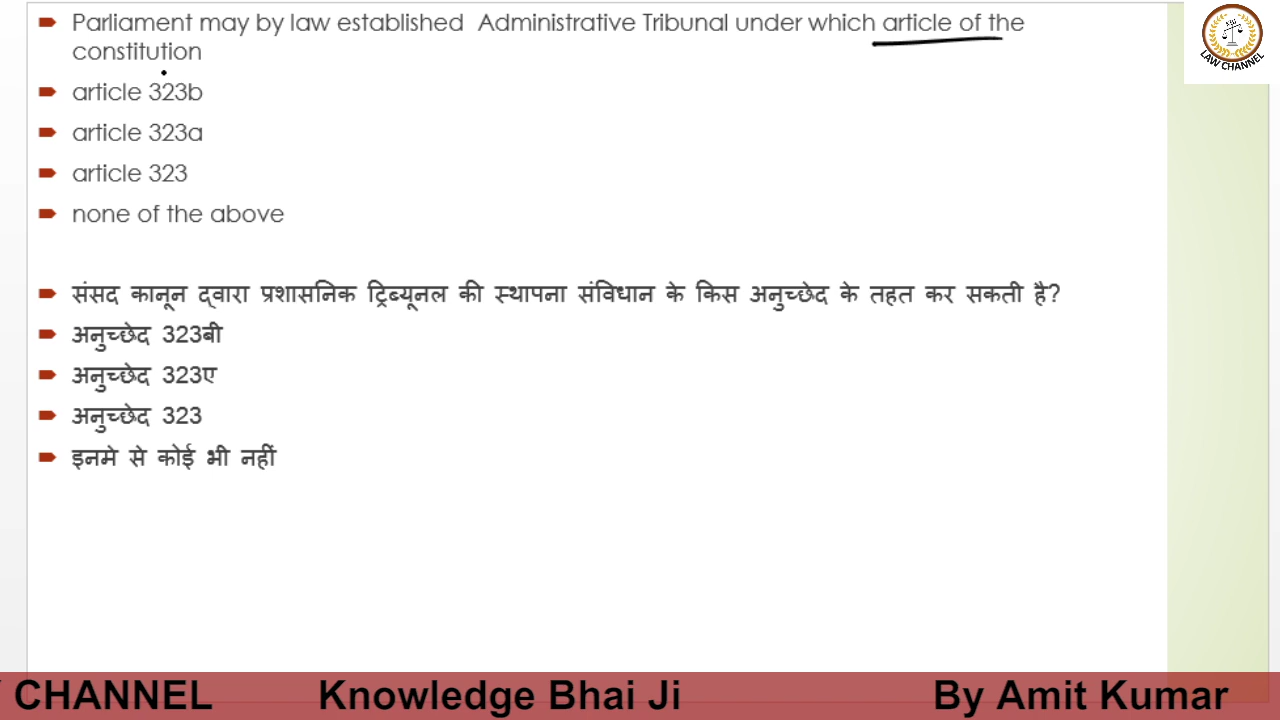 Parliament may by law established Administrative Tribunal under which article of the
constitution
article 323b
article 323a
article 323
none of the above
संसद कानून द्वारा प्रशासनिक ट्रिब्यूनल की स्थापना संविधान के किस अनुच्छेद के तहत कर सकती है?
अनुच्छेद 323बी
अनुच्छेद 323ए
अनुच्छेद 323
इनमे से कोई भी नहीं
LAW CHANNEL
CHANNEL Knowledge Bhai Ji By Amit Kumar